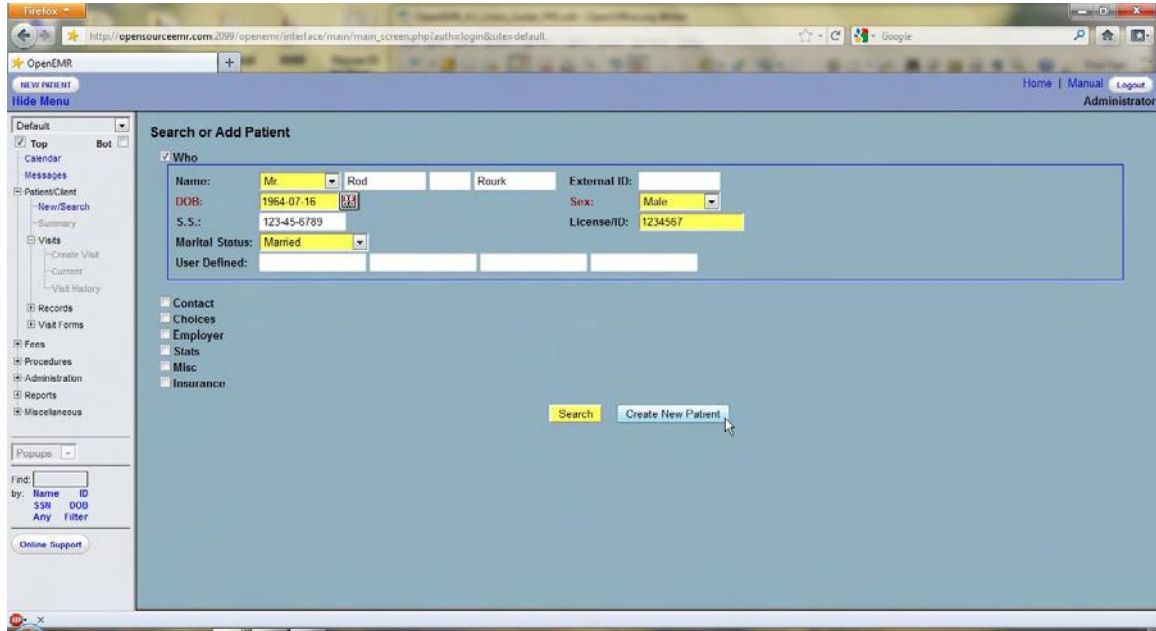 Firefox
http://opensourceemr.com:2099/openemr/interface/main/main_screen.php?auth=login&site=default
Google
OpenEMR
+
NEW PATIENT
Home | Manual Logout
Hide Menu
Administrator
Default
Top Bot
Calendar
Messages
Patient/Client
New/Search
Summary
Visits
Create Visit
Current
Visit History
Records
Visit Forms
Fees
Procedures
Administration
Reports
Miscellaneous
Popups
Find:
by: Name ID
SSN DOB
Any Filter
Online Support
Search or Add Patient
Who
Name: Mr. Rod Rourk External ID:
DOB: 1964-07-16 Sex: Male
S.S.: 123-45-6789 License/ID: 1234567
Marital Status: Married
User Defined:
Contact
Choices
Employer
Stats
Misc
Insurance
Search Create New Patient